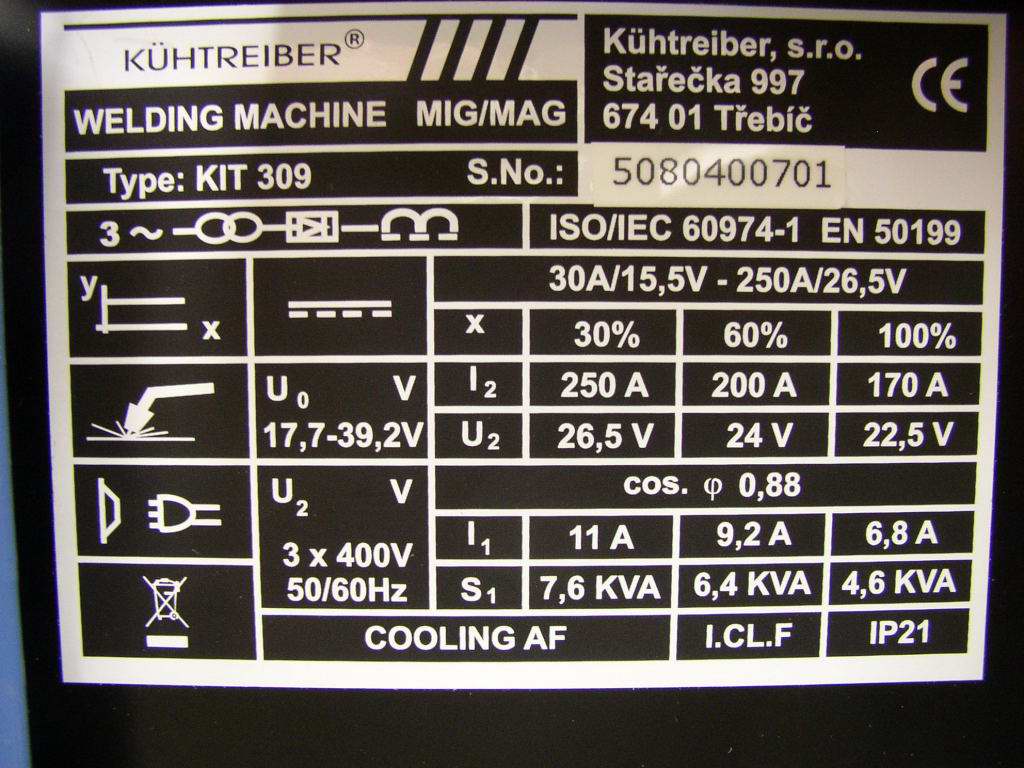 KÜHTREIBER®
Kühtreiber, s.r.o.
Stařečka 997
674 01 Třebíč
CE
WELDING MACHINE MIG/MAG
Type: KIT 309 S.No.: 5080400701
3 ~ ISO/IEC 60974-1 EN 50199
y x
30A/15,5V - 250A/26,5V
x 30% 60% 100%
U0 V
17,7-39,2V
I2 250 A 200 A 170 A
U2 26,5 V 24 V 22,5 V
U2 V
3 x 400V
50/60Hz
cos. φ 0,88
I1 11 A 9,2 A 6,8 A
S1 7,6 KVA 6,4 KVA 4,6 KVA
COOLING AF I.CL.F IP21